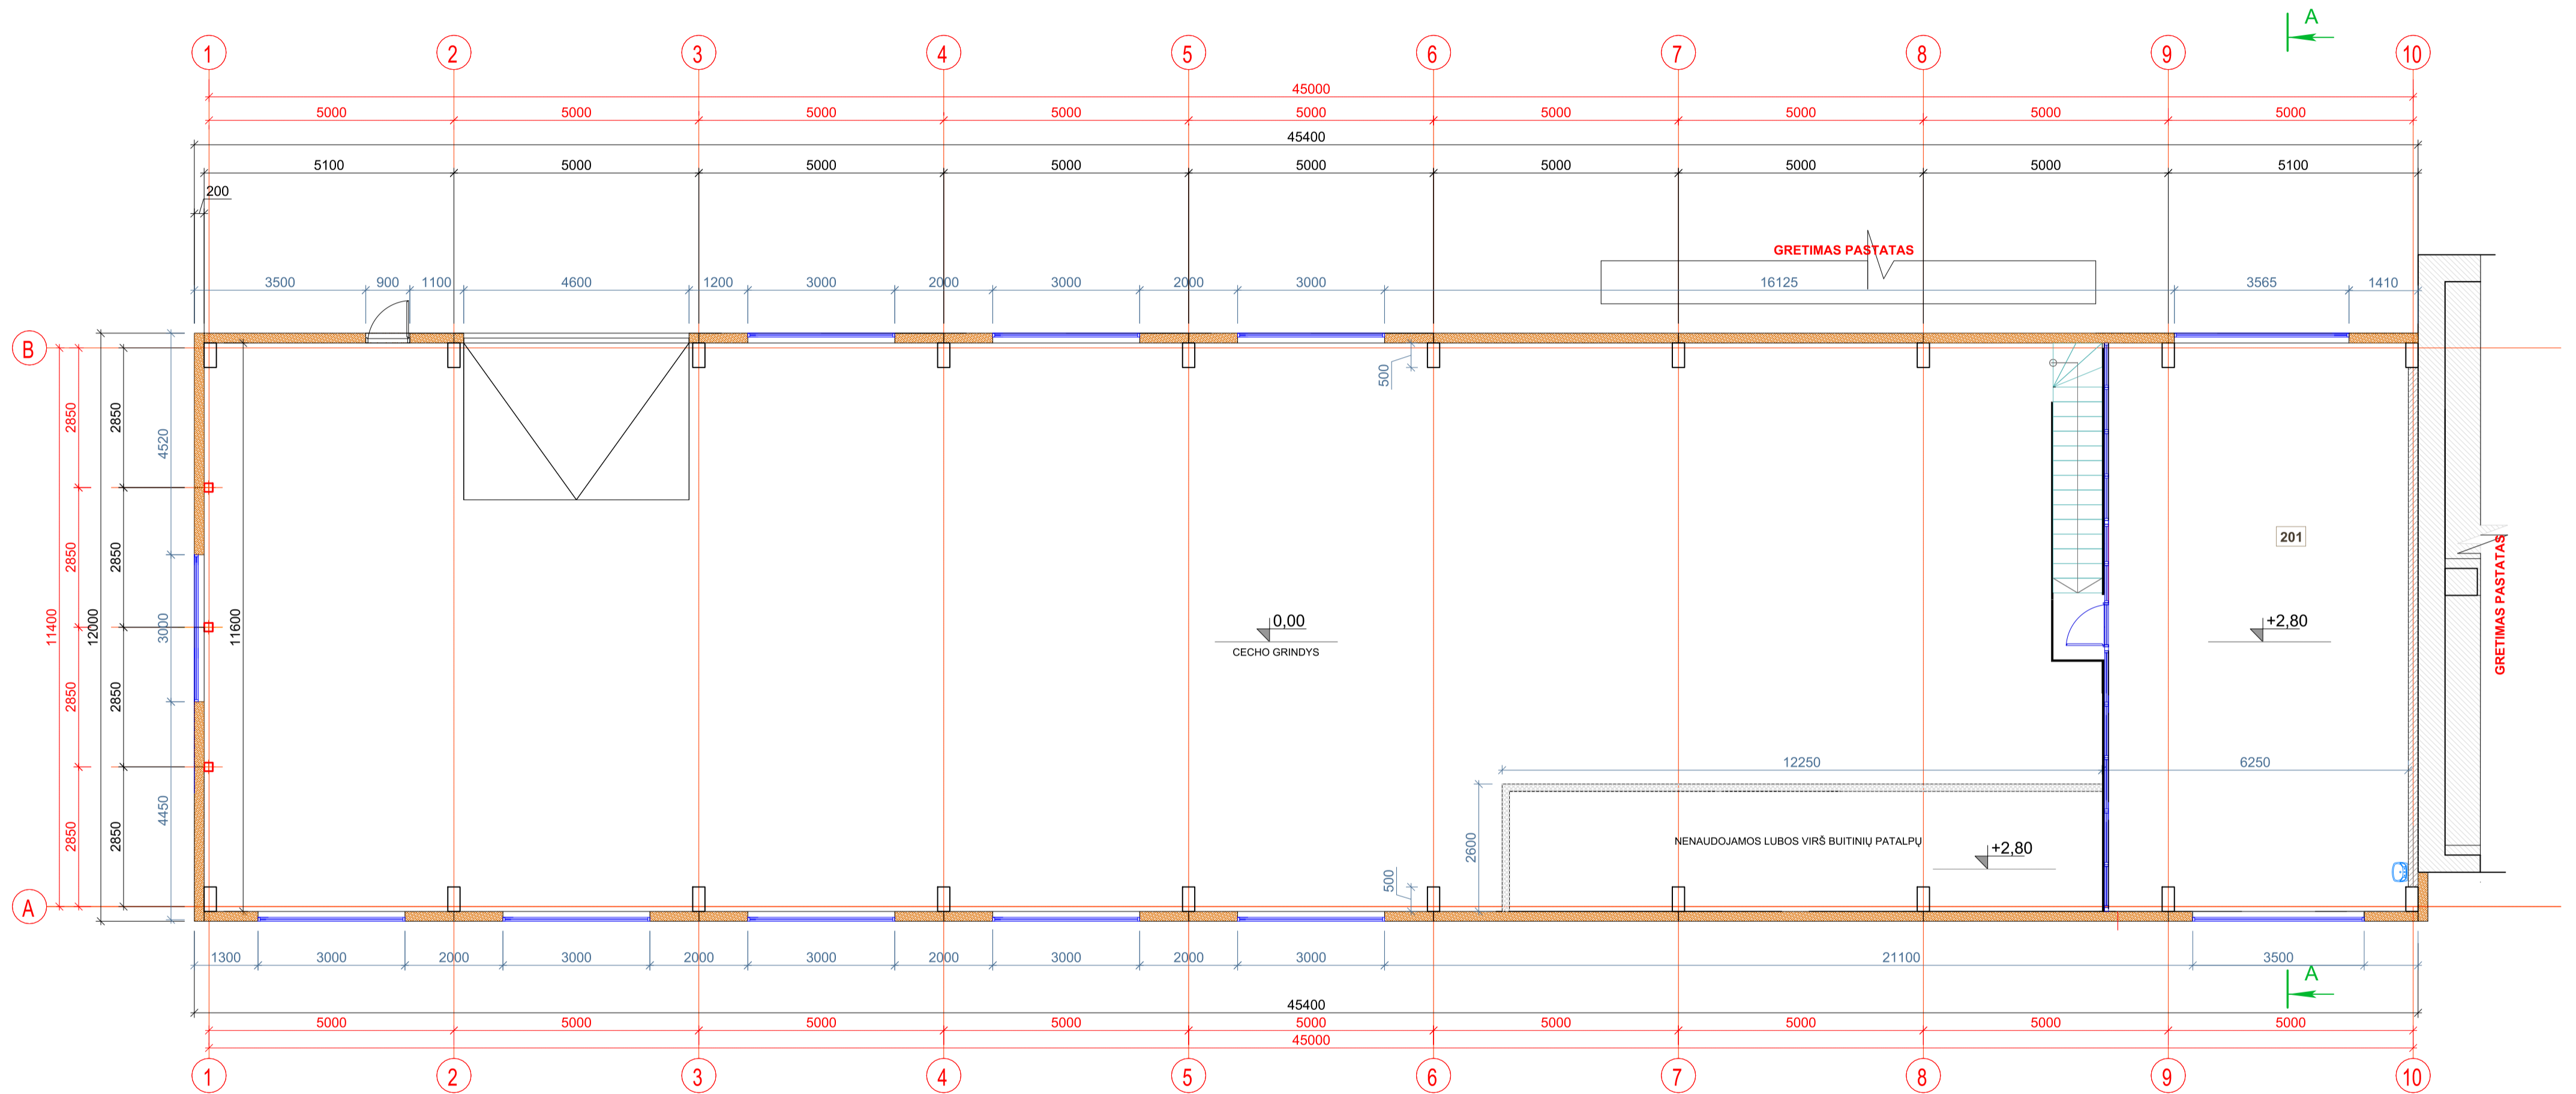 A
1 2 3 4 5 6 7 8 9 10
45000
5000 5000 5000 5000 5000 5000 5000 5000 5000
45400
5100 5000 5000 5000 5000 5000 5000 5000 5100
200
GRETIMAS PASTATAS
3500 900 1100 4600 1200 3000 2000 3000 2000 3000 16125 3565 1410
B
500
2850 2850 4520
201
GRETIMAS PASTATAS
2850 2850
11400 12000 3000 11600
0,00
CECHO GRINDYS
+2,80
2850 2850
12250 6250
2850 2850 4450
2600
NENAUDOJAMOS LUBOS VIRŠ BUITINIŲ PATALPŲ
+2,80
500
A
1300 3000 2000 3000 2000 3000 2000 3000 2000 3000 21100 3500
A
45400
5000 5000 5000 5000 5000 5000 5000 5000 5000
45000
1 2 3 4 5 6 7 8 9 10